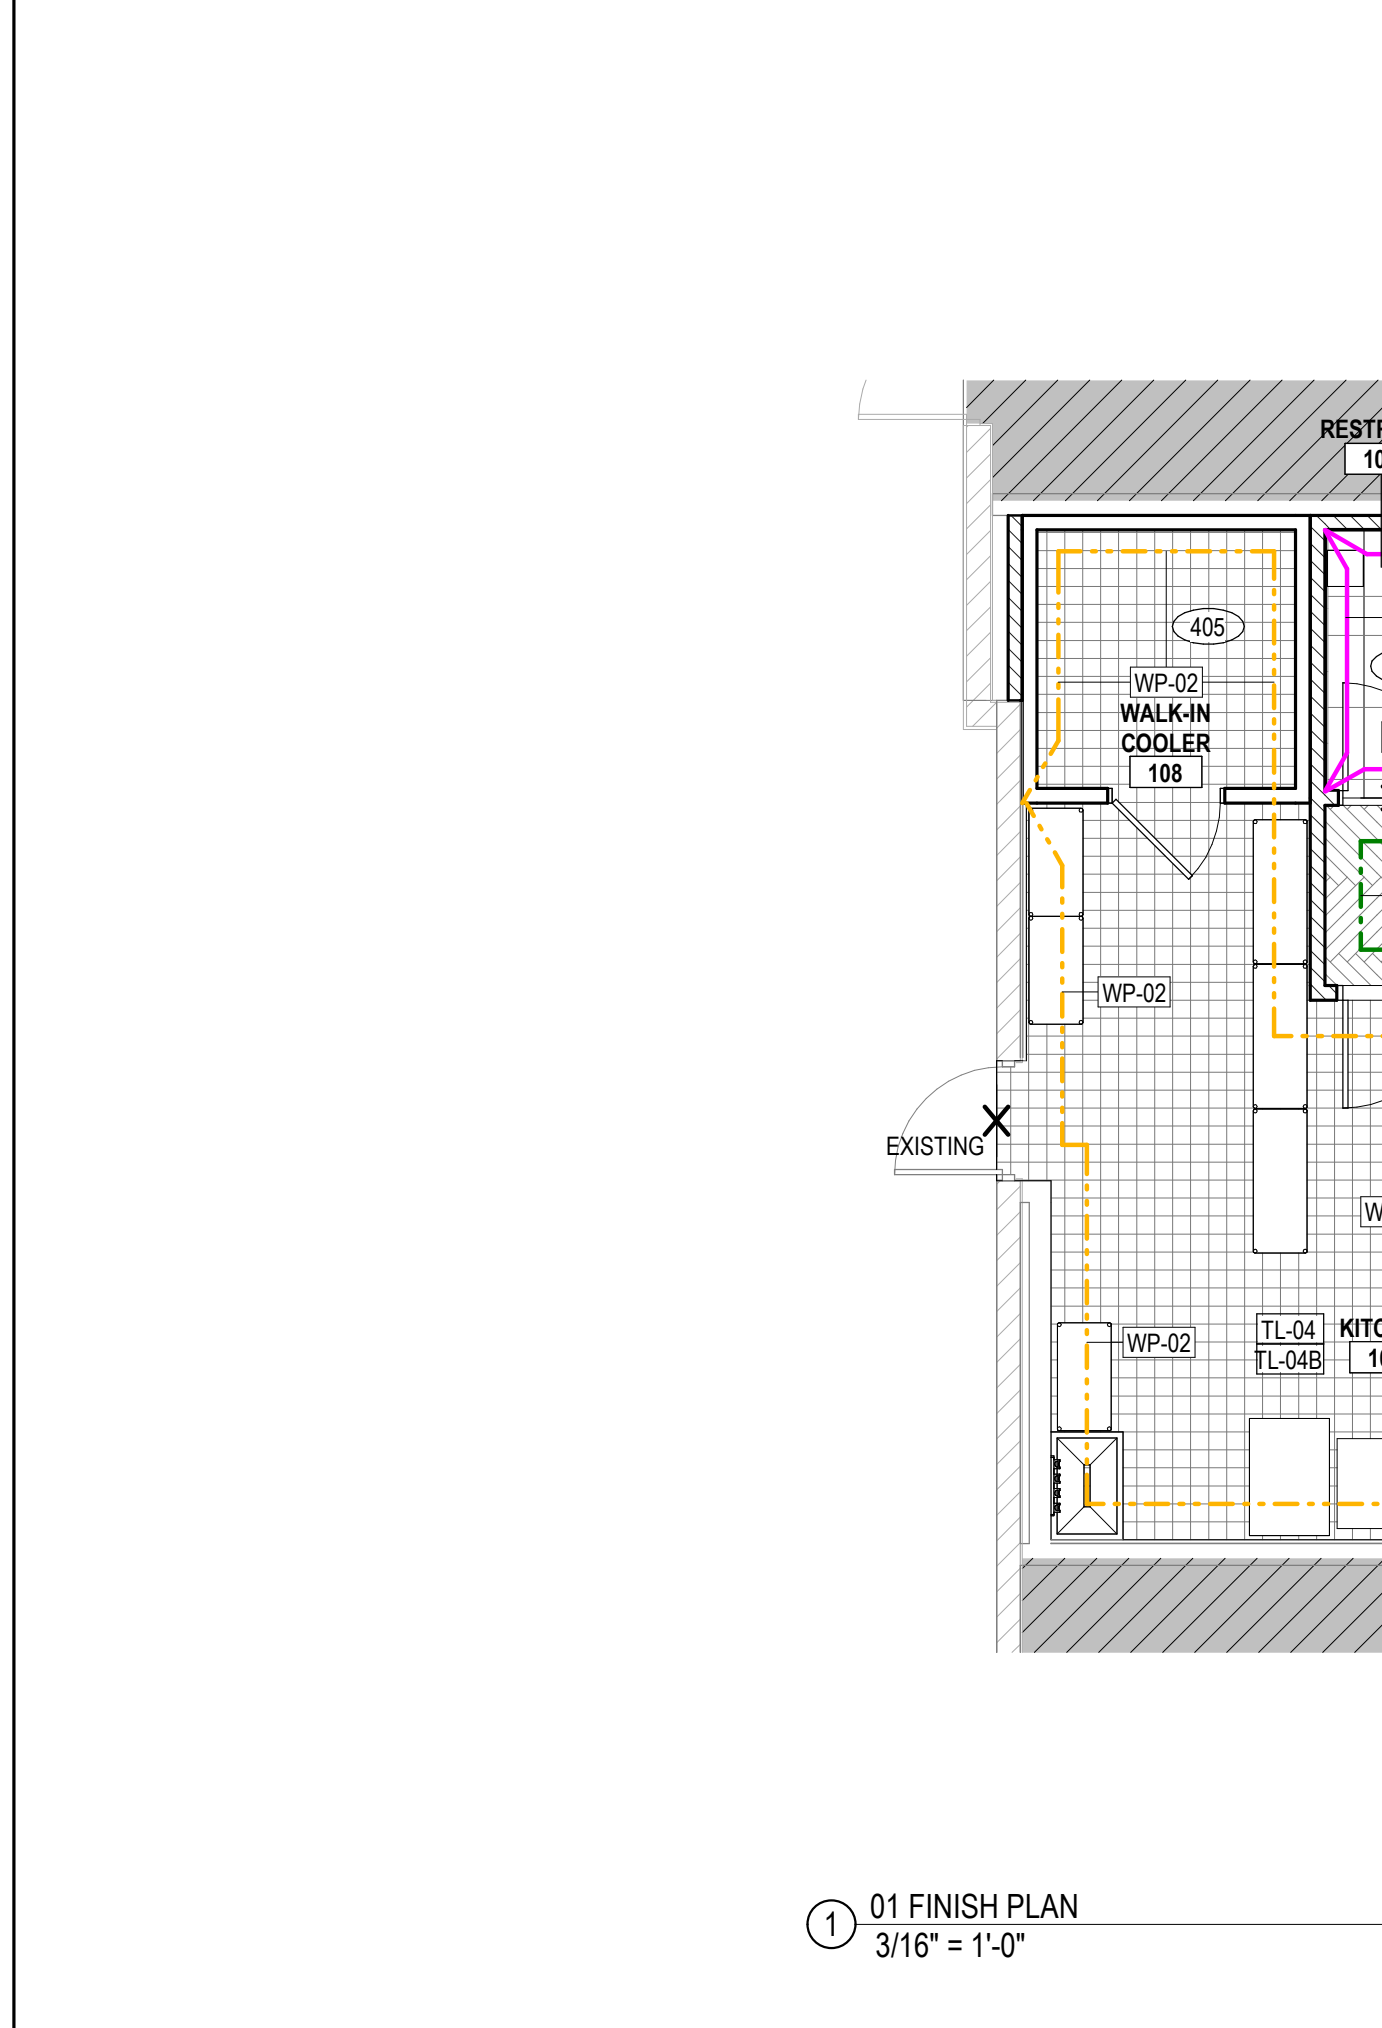 405
WP-02
WALK-IN
COOLER
108
WP-02
EXISTING
WP-02
TL-04
TL-04B
1
01 FINISH PLAN
3/16" = 1'-0"